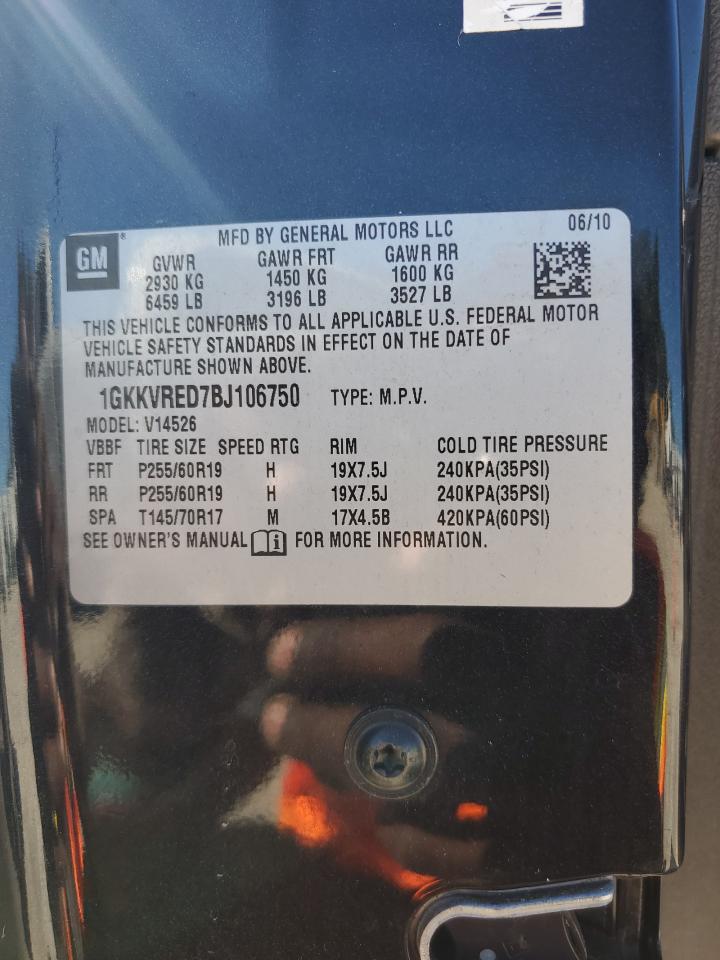 GM® MFD BY GENERAL MOTORS LLC 06/10
GVWR GAWR FRT GAWR RR
2930 KG 1450 KG 1600 KG
6459 LB 3196 LB 3527 LB
THIS VEHICLE CONFORMS TO ALL APPLICABLE U.S. FEDERAL MOTOR
VEHICLE SAFETY STANDARDS IN EFFECT ON THE DATE OF
MANUFACTURE SHOWN ABOVE.
1GKKVRED7BJ106750 TYPE: M.P.V.
MODEL: V14526
VBBF TIRE SIZE SPEED RTG RIM COLD TIRE PRESSURE
FRT P255/60R19 H 19X7.5J 240KPA(35PSI)
RR P255/60R19 H 19X7.5J 240KPA(35PSI)
SPA T145/70R17 M 17X4.5B 420KPA(60PSI)
SEE OWNER'S MANUAL i FOR MORE INFORMATION.